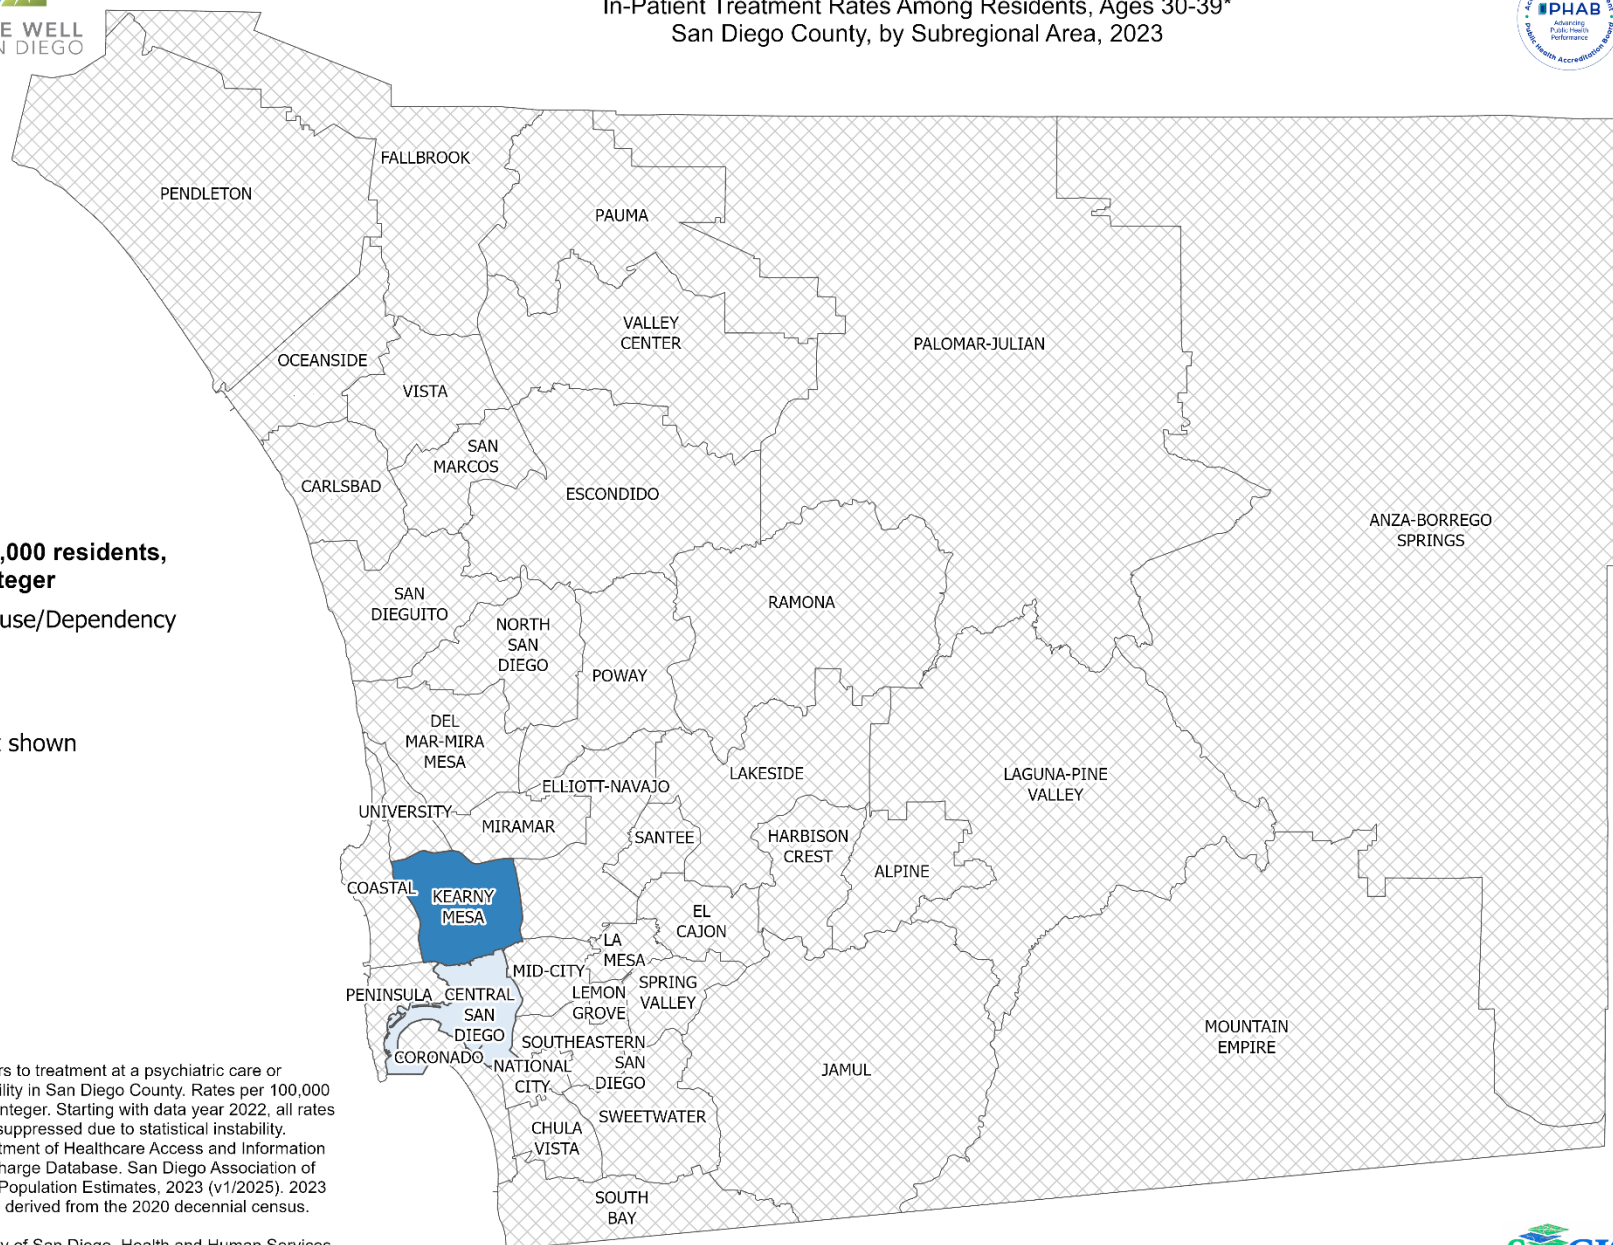 E WELL
N DIEGO
In-Patient Treatment Rates Among Residents, Ages 30-39*
San Diego County, by Subregional Area, 2023
PHAB
Advancing
Public Health
Performance
Public Health Accreditation Board
FALLBROOK
PENDLETON
PAUMA
VALLEY
CENTER
PALOMAR-JULIAN
OCEANSIDE
VISTA
SAN
MARCOS
CARLSBAD
ESCONDIDO
ANZA-BORREGO
SPRINGS
,000 residents,
teger
use/Dependency
SAN
DIEGUITO
RAMONA
NORTH
SAN
DIEGO
POWAY
DEL
MAR-MIRA
MESA
t shown
LAKESIDE
LAGUNA-PINE
VALLEY
ELLIOTT-NAVAJO
UNIVERSITY
MIRAMAR
SANTEE
HARBISON
CREST
ALPINE
COASTAL
KEARNY
MESA
EL
CAJON
LA
MESA
MID-CITY
SPRING
VALLEY
LEMON
GROVE
PENINSULA
CENTRAL
SAN
DIEGO
SOUTHEASTERN
SAN
DIEGO
CORONADO
NATIONAL
CITY
JAMUL
MOUNTAIN
EMPIRE
SWEETWATER
CHULA
VISTA
SOUTH
BAY
rs to treatment at a psychiatric care or
ility in San Diego County. Rates per 100,000
nteger. Starting with data year 2022, all rates
suppressed due to statistical instability.
tment of Healthcare Access and Information
harge Database. San Diego Association of
Population Estimates, 2023 (v1/2025). 2023
derived from the 2020 decennial census.
y of San Diego, Health and Human Services